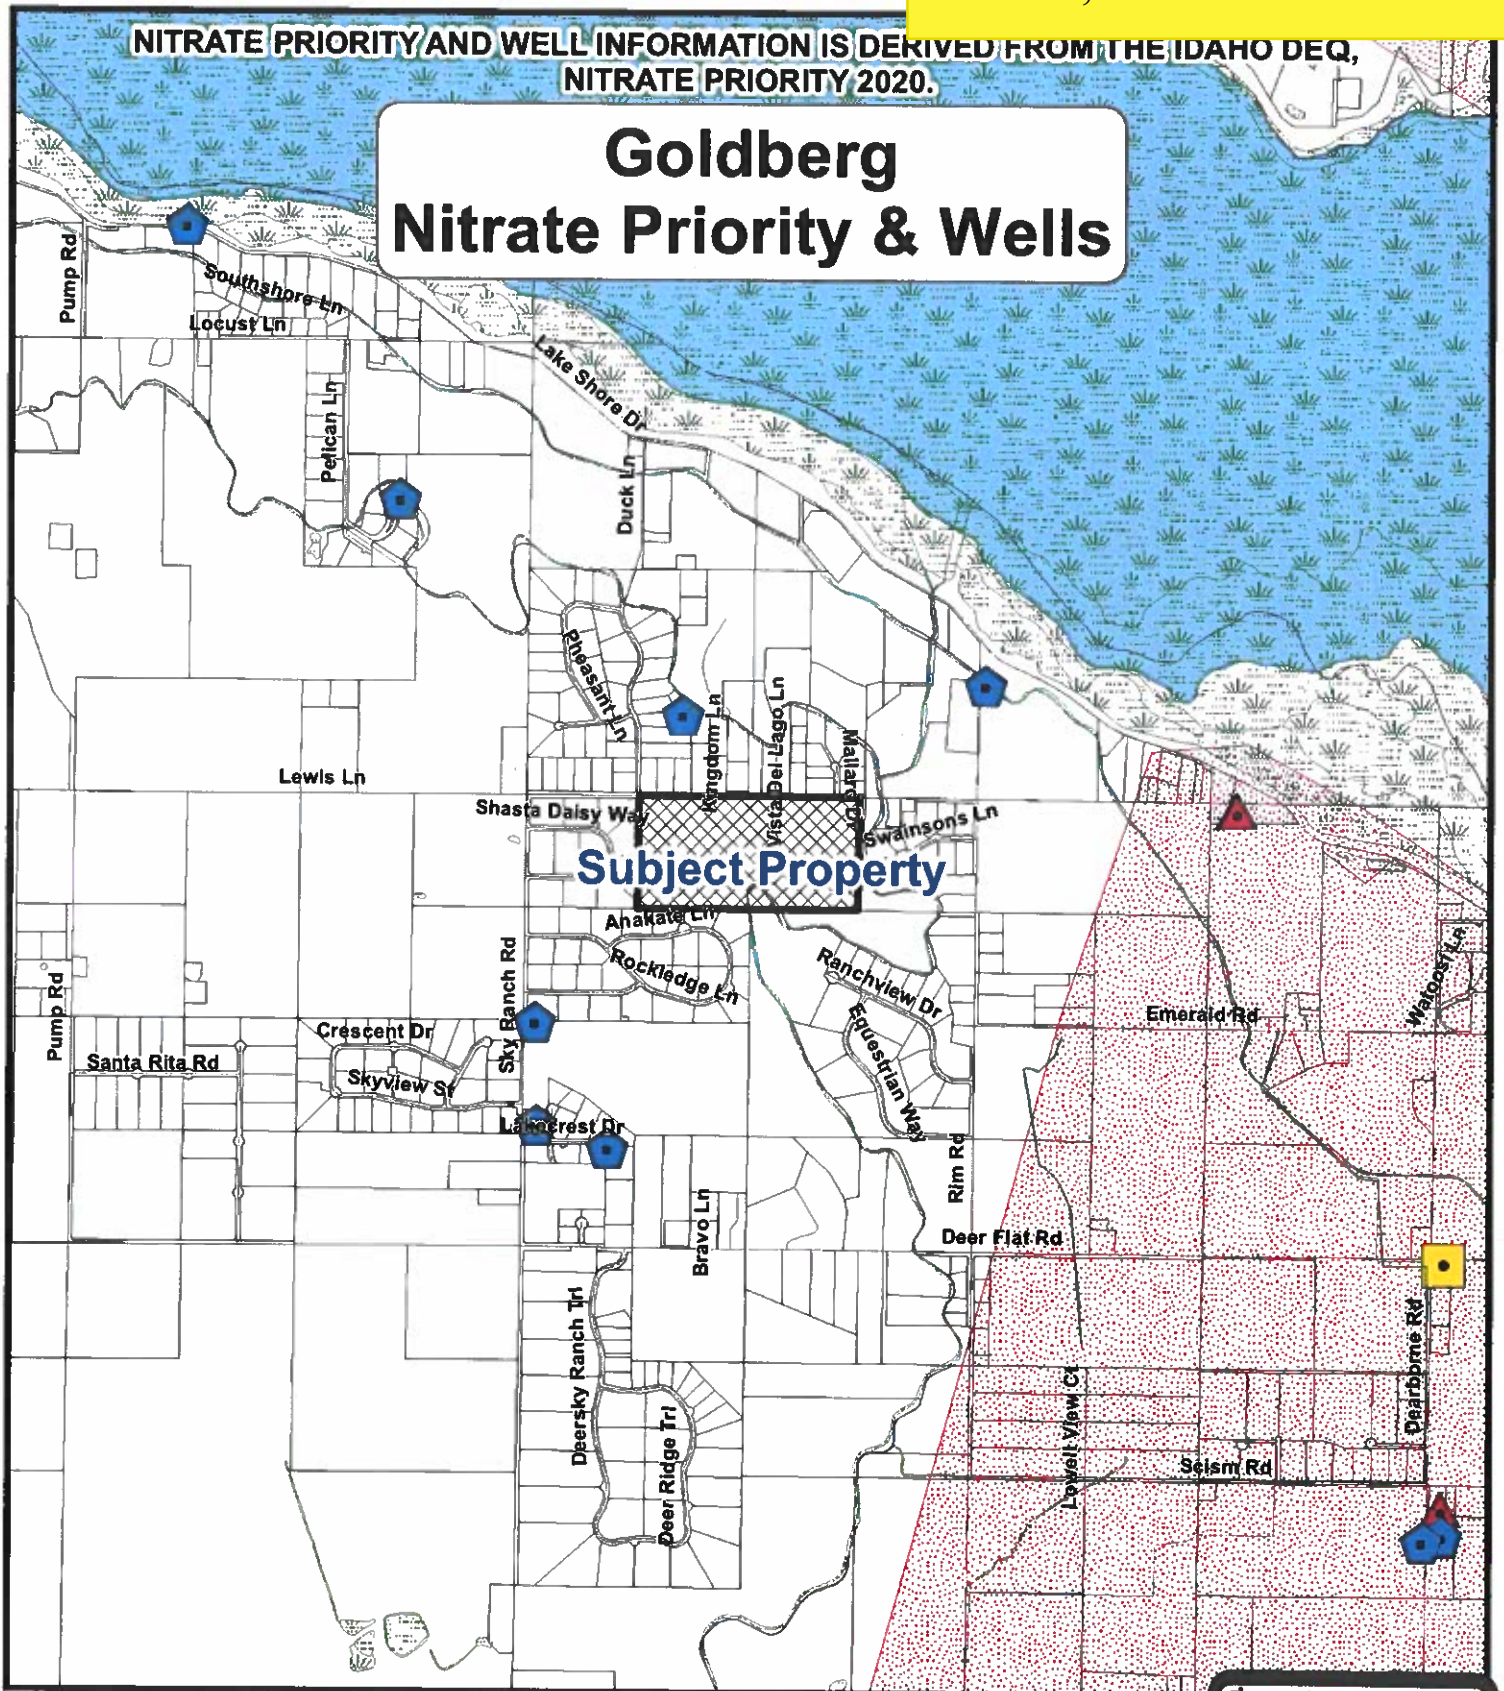 NITRATE PRIORITY AND WELL INFORMATION IS DERIVED FROM THE IDAHO DEQ,
NITRATE PRIORITY 2020.
Goldberg
Nitrate Priority & Wells
Pump Rd
Southshore Ln
Locust Ln
Lake Shore Dr
Pelican Ln
Duck Ln
Pheasant Ln
Kingdom Ln
Vista Del Lago Ln
Mallard Dr
Lewis Ln
Shasta Daisy Way
Swainsons Ln
Subject Property
Anakate Ln
Rockledge Ln
Ranchview Dr
Watoosi Ln
Sky Ranch Rd
Pump Rd
Emerald Rd
Crescent Dr
Equestrian Way
Santa Rita Rd
Skyview St
Lakecrest Dr
Rim Rd
Bravo Ln
Deer Flat Rd
Deersky Ranch Trl
Dearborne Rd
Deer Ridge Trl
Lowell View Ct
Seism Rd